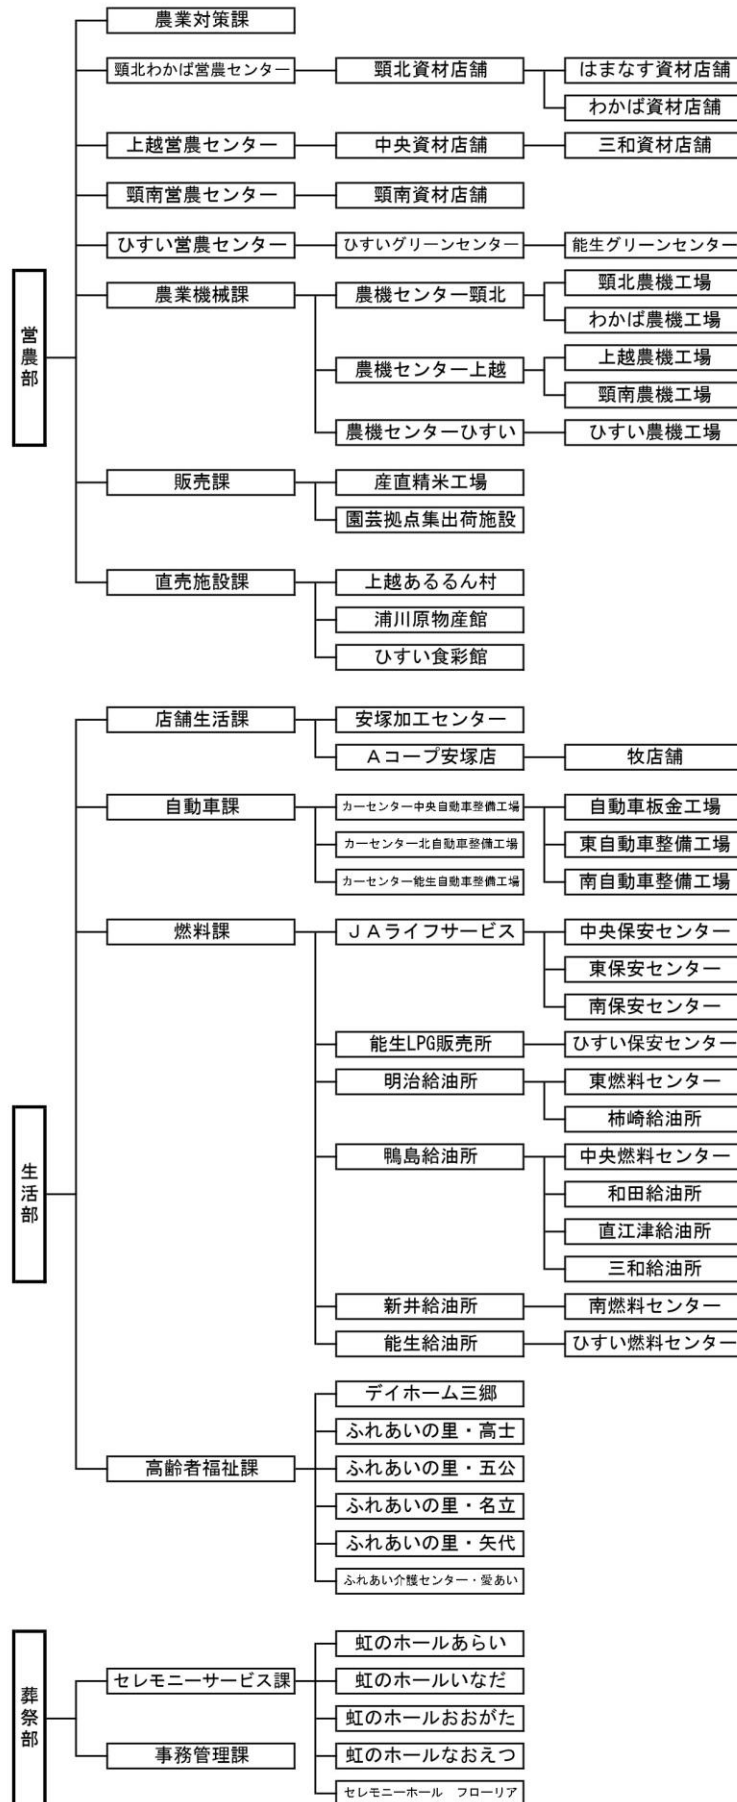 営農部
農業対策課
頸北わかば営農センター
頸北資材店舗
はまなす資材店舗
わかば資材店舗
上越営農センター
中央資材店舗
三和資材店舗
頸南営農センター
頸南資材店舗
ひすい営農センター
ひすいグリーンセンター
能生グリーンセンター
農業機械課
農機センター頸北
頸北農機工場
わかば農機工場
農機センター上越
上越農機工場
頸南農機工場
農機センターひすい
ひすい農機工場
販売課
産直精米工場
園芸拠点集出荷施設
直売施設課
上越あるるん村
浦川原物産館
ひすい食彩館
生活部
店舗生活課
安塚加工センター
Aコープ安塚店
牧店舗
自動車課
カーセンター中央自動車整備工場
自動車板金工場
東自動車整備工場
南自動車整備工場
カーセンター北自動車整備工場
カーセンター能生自動車整備工場
燃料課
JAライフサービス
中央保安センター
東保安センター
南保安センター
能生LPG販売所
ひすい保安センター
明治給油所
東燃料センター
柿崎給油所
鴨島給油所
中央燃料センター
和田給油所
直江津給油所
三和給油所
新井給油所
南燃料センター
能生給油所
ひすい燃料センター
高齢者福祉課
デイホーム三郷
ふれあいの里・高士
ふれあいの里・五公
ふれあいの里・名立
ふれあいの里・矢代
ふれあい介護センター・愛あい
葬祭部
セレモニーサービス課
虹のホールあらい
虹のホールいなだ
虹のホールおおがた
虹のホールなおえつ
セレモニーホール　フローリア
事務管理課